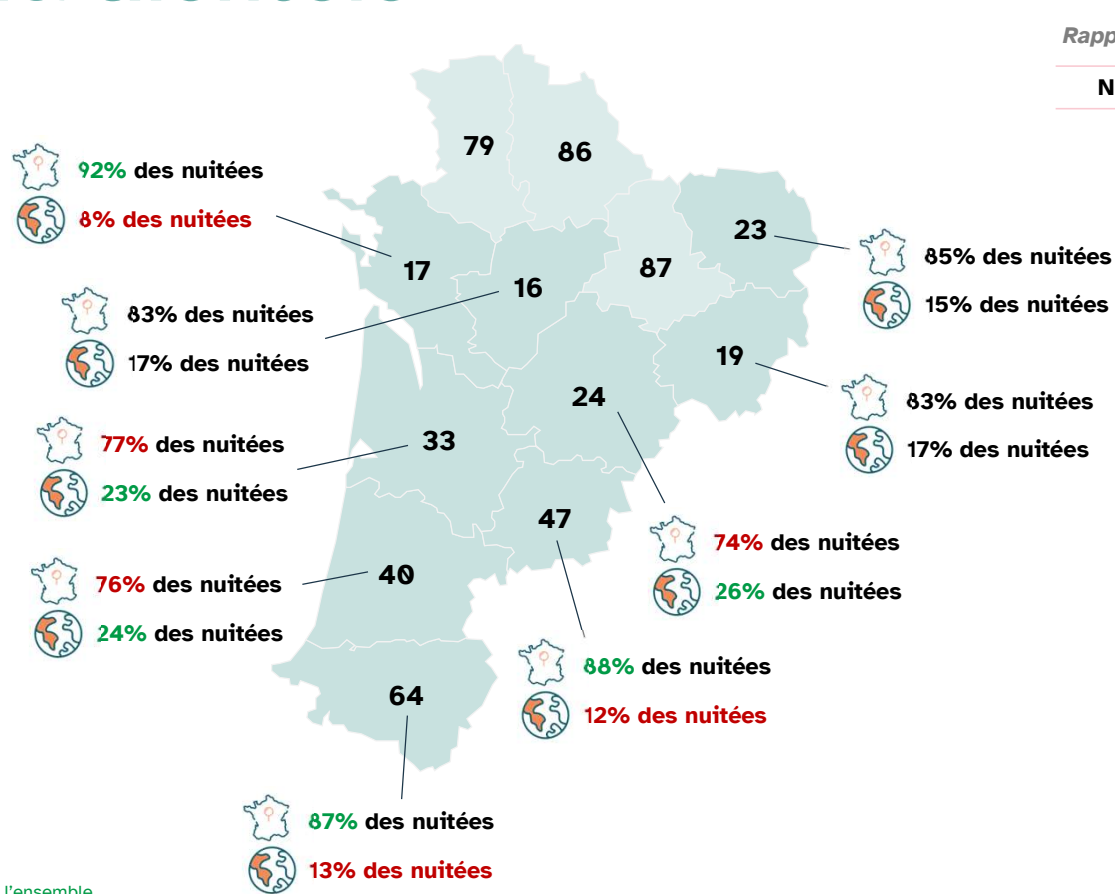 Rapp
N
79
86
92% des nuitées
8% des nuitées
17
16
87
23
85% des nuitées
15% des nuitées
83% des nuitées
17% des nuitées
19
83% des nuitées
17% des nuitées
24
77% des nuitées
23% des nuitées
33
47
74% des nuitées
26% des nuitées
76% des nuitées
24% des nuitées
40
88% des nuitées
12% des nuitées
64
87% des nuitées
13% des nuitées
l'ensemble